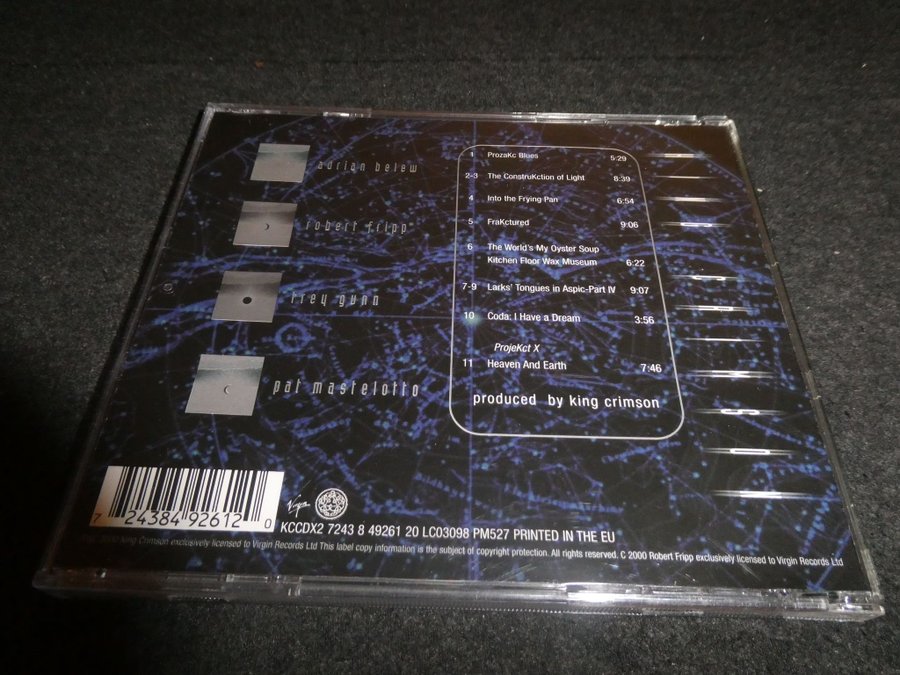 adrian belew
robert fripp
trey gunn
pat mastelotto
1 ProzaKc Blues 5:29
2-3 The ConstruKction of Light 8:39
4 Into the Frying Pan 6:54
5 FraKctured 9:06
6 The World's My Oyster Soup
Kitchen Floor Wax Museum 6:22
7-9 Larks' Tongues in Aspic-Part IV 9:07
10 Coda: I Have a Dream 3:56
ProjeKct X
11 Heaven And Earth 7:46
produced by king crimson
7 24384 92612 0
Virgin
KCCDX2 7243 8 49261 20 LC03098 PM527 PRINTED IN THE EU
2000 King Crimson exclusively licensed to Virgin Records Ltd This label copy information is the subject of copyright protection. All rights reserved. C 2000 Robert Fripp exclusively licensed to Virgin Records Ltd